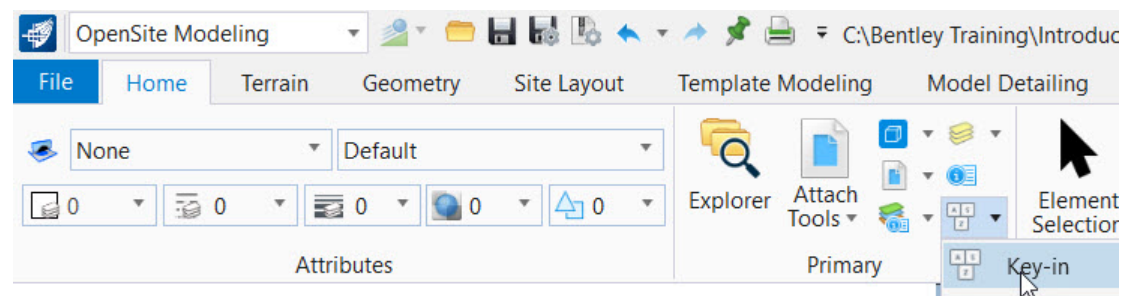 OpenSite Modeling C:\Bentley Training\Introduc
File Home Terrain Geometry Site Layout Template Modeling Model Detailing
None Default
0 0 0 0 0
Explorer Attach Tools Element Selection
Attributes Primary Key-in